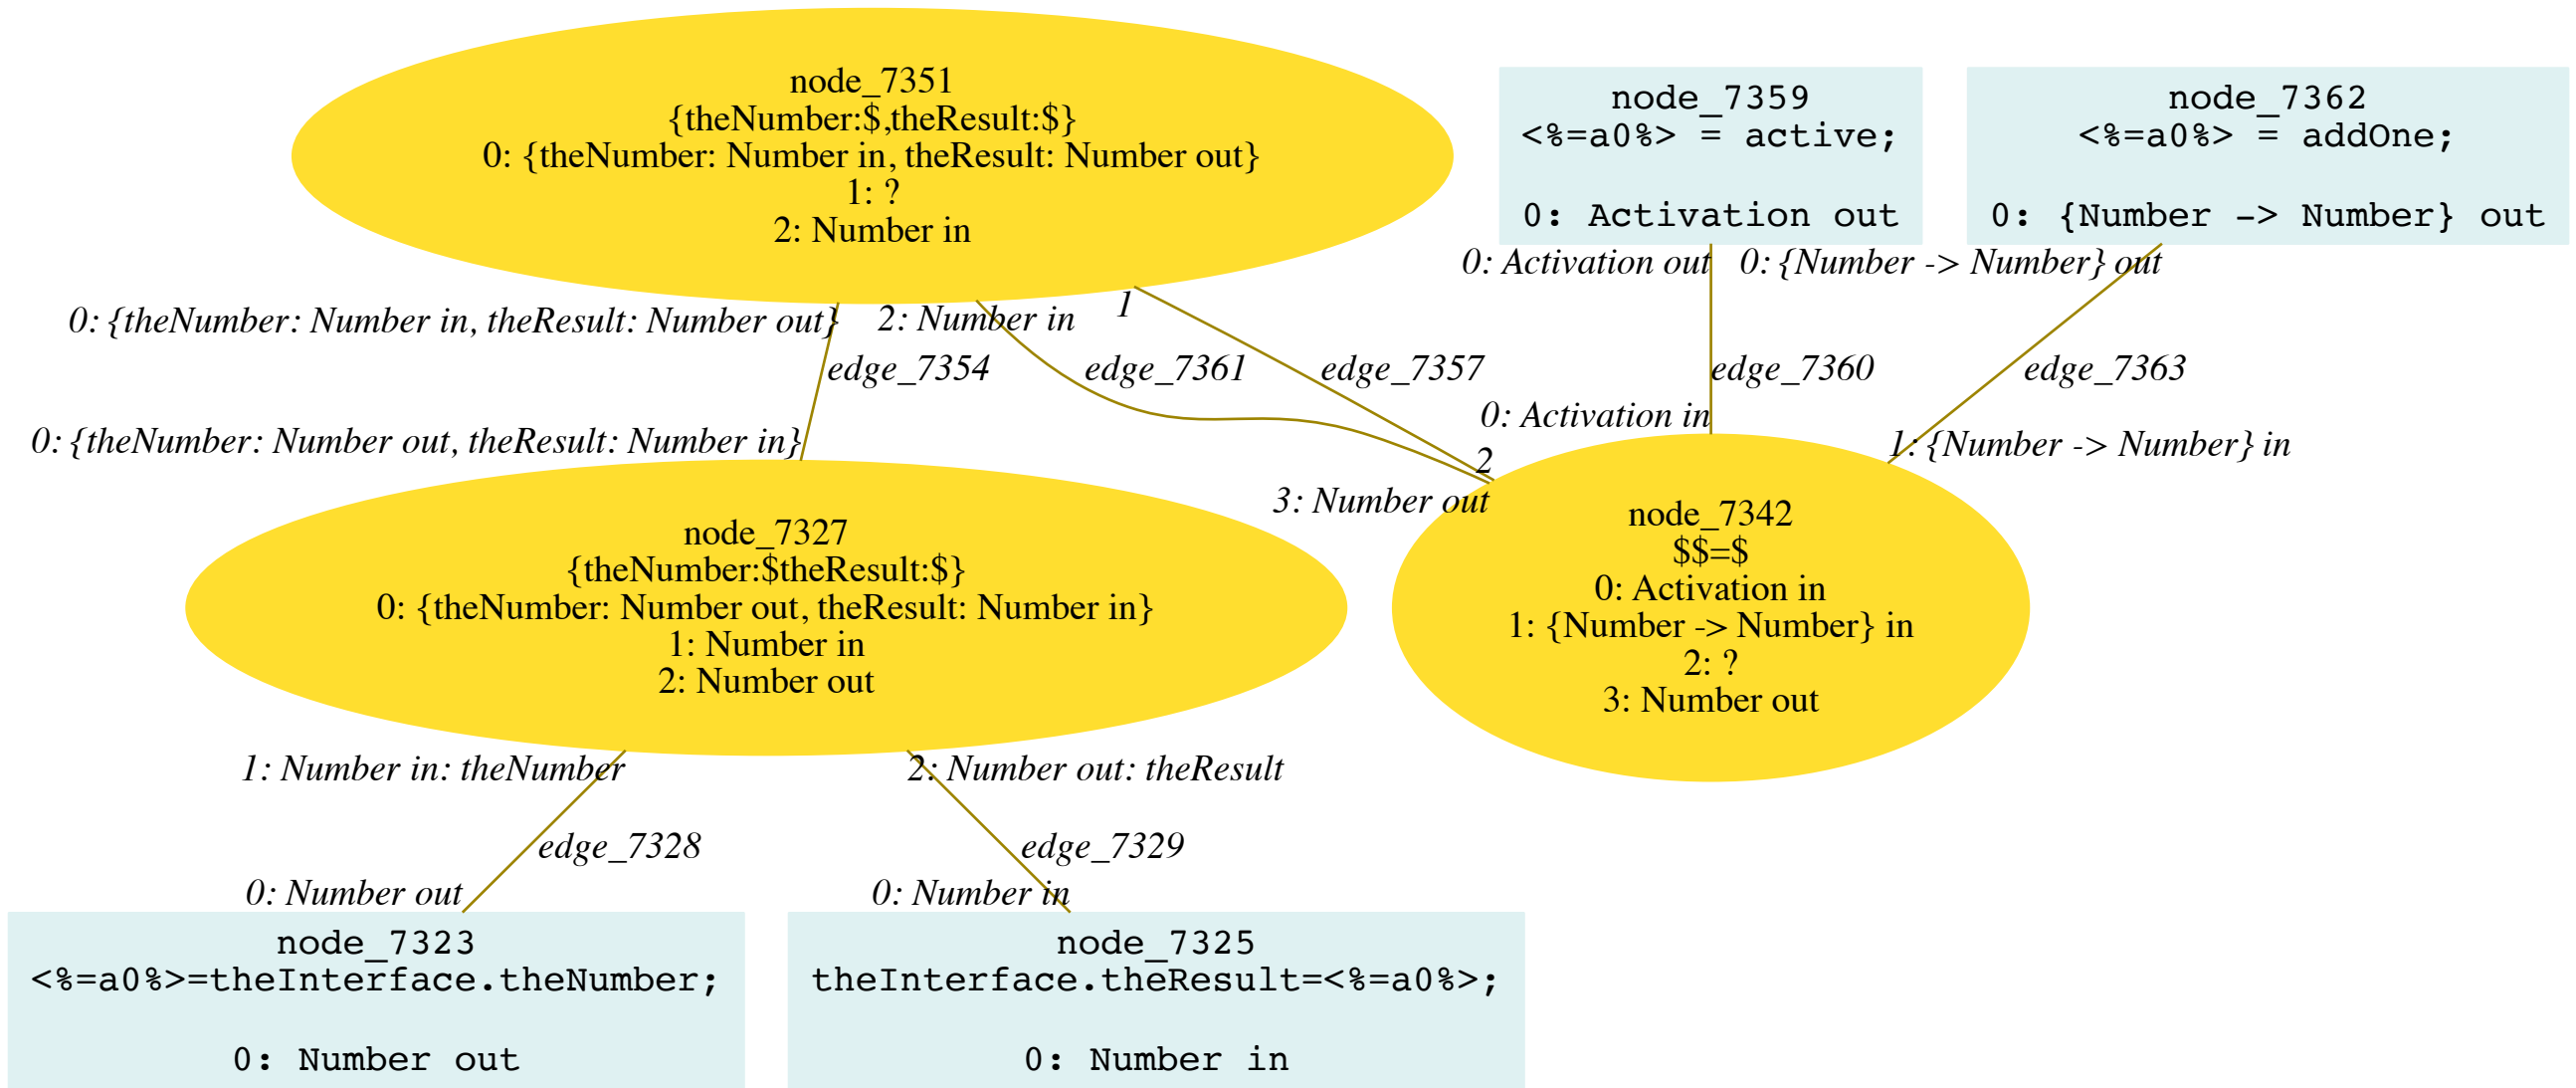 node_7351
{theNumber:$,theResult:$}
0: {theNumber: Number in, theResult: Number out}
1: ?
2: Number in
node_7359
<%=a0%> = active;
0: Activation out
node_7362
<%=a0%> = addOne;
0: {Number -> Number} out
0: {theNumber: Number in, theResult: Number out}
2: Number in
1
0: Activation out
0: {Number -> Number} out
edge_7354
edge_7361
edge_7357
edge_7360
edge_7363
0: {theNumber: Number out, theResult: Number in}
2
3: Number out
0: Activation in
1: {Number -> Number} in
node_7327
{theNumber:$theResult:$}
0: {theNumber: Number out, theResult: Number in}
1: Number in
2: Number out
node_7342
$$=$
0: Activation in
1: {Number -> Number} in
2: ?
3: Number out
1: Number in: theNumber
2: Number out: theResult
edge_7328
edge_7329
0: Number out
0: Number in
node_7323
<%=a0%>=theInterface.theNumber;
0: Number out
node_7325
theInterface.theResult=<%=a0%>;
0: Number in